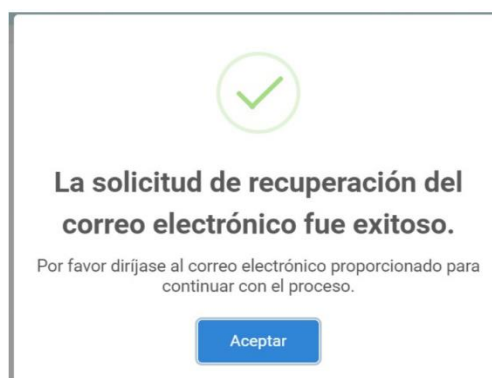 La solicitud de recuperación del
correo electrónico fue exitoso.
Por favor diríjase al correo electrónico proporcionado para
continuar con el proceso.
Aceptar